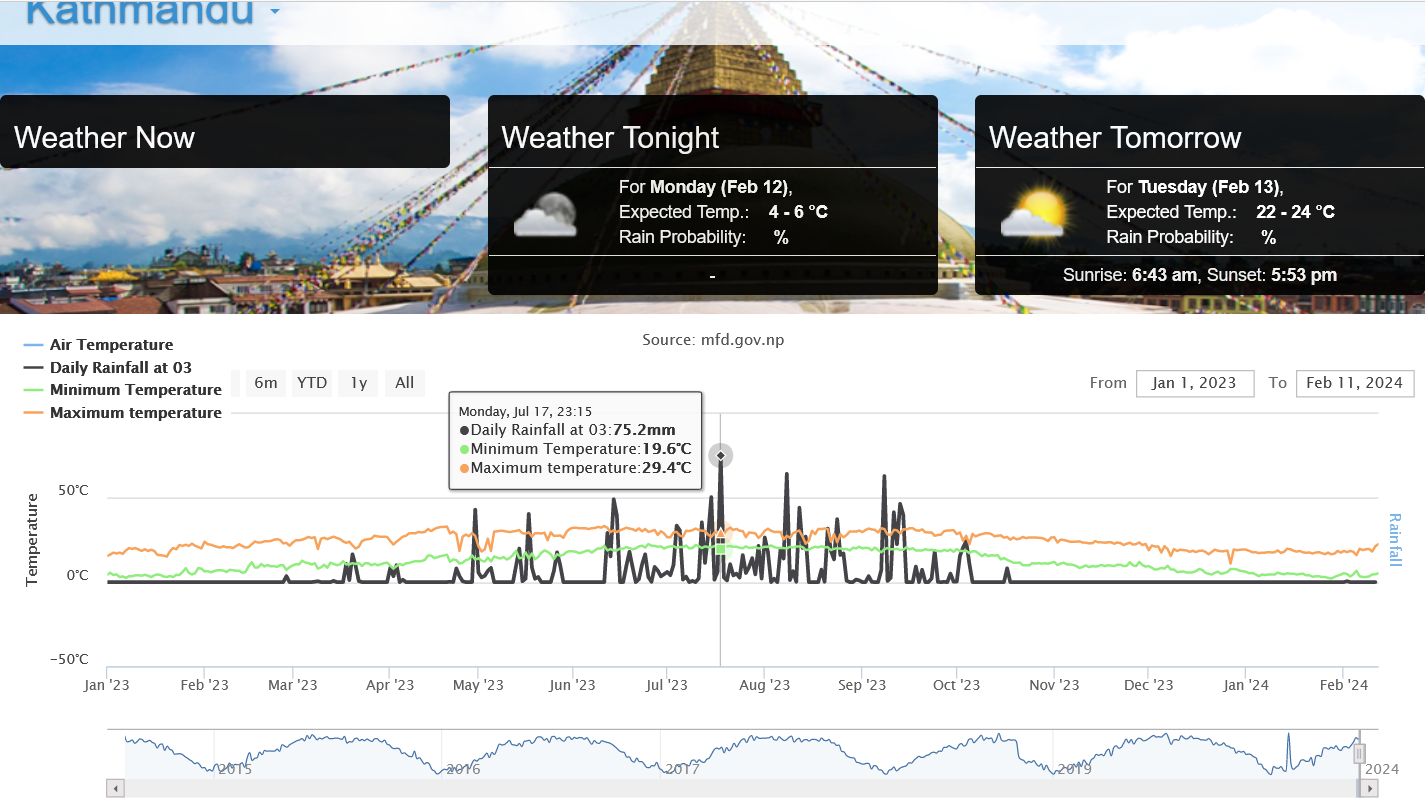 Kathmandu
Weather Now
Weather Tonight
For Monday (Feb 12),
Expected Temp.: 4 - 6 °C
Rain Probability: %
-
Weather Tomorrow
For Tuesday (Feb 13),
Expected Temp.: 22 - 24 °C
Rain Probability: %
Sunrise: 6:43 am, Sunset: 5:53 pm
Source: mfd.gov.np
Air Temperature
Daily Rainfall at 03
Minimum Temperature
Maximum temperature
6m YTD 1y All
From Jan 1, 2023 To Feb 11, 2024
Monday, Jul 17, 23:15
Daily Rainfall at 03:75.2mm
Minimum Temperature:19.6°C
Maximum temperature:29.4°C
Temperature
50°C
0°C
-50°C
Rainfall
Jan '23 Feb '23 Mar '23 Apr '23 May '23 Jun '23 Jul '23 Aug '23 Sep '23 Oct '23 Nov '23 Dec '23 Jan '24 Feb '24
2015 2016 2017 2019 2024